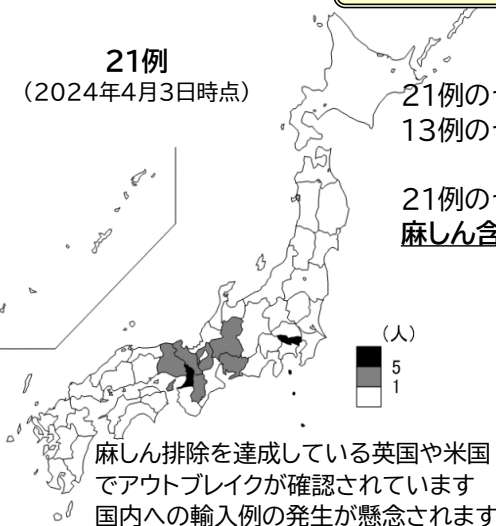 21例
（2024年4月3日時点）
21例の
13例の
21例の
麻しん含
（人）
5
1
麻しん排除を達成している英国や米国
でアウトブレイクが確認されています
国内への輸入例の発生が懸念されます